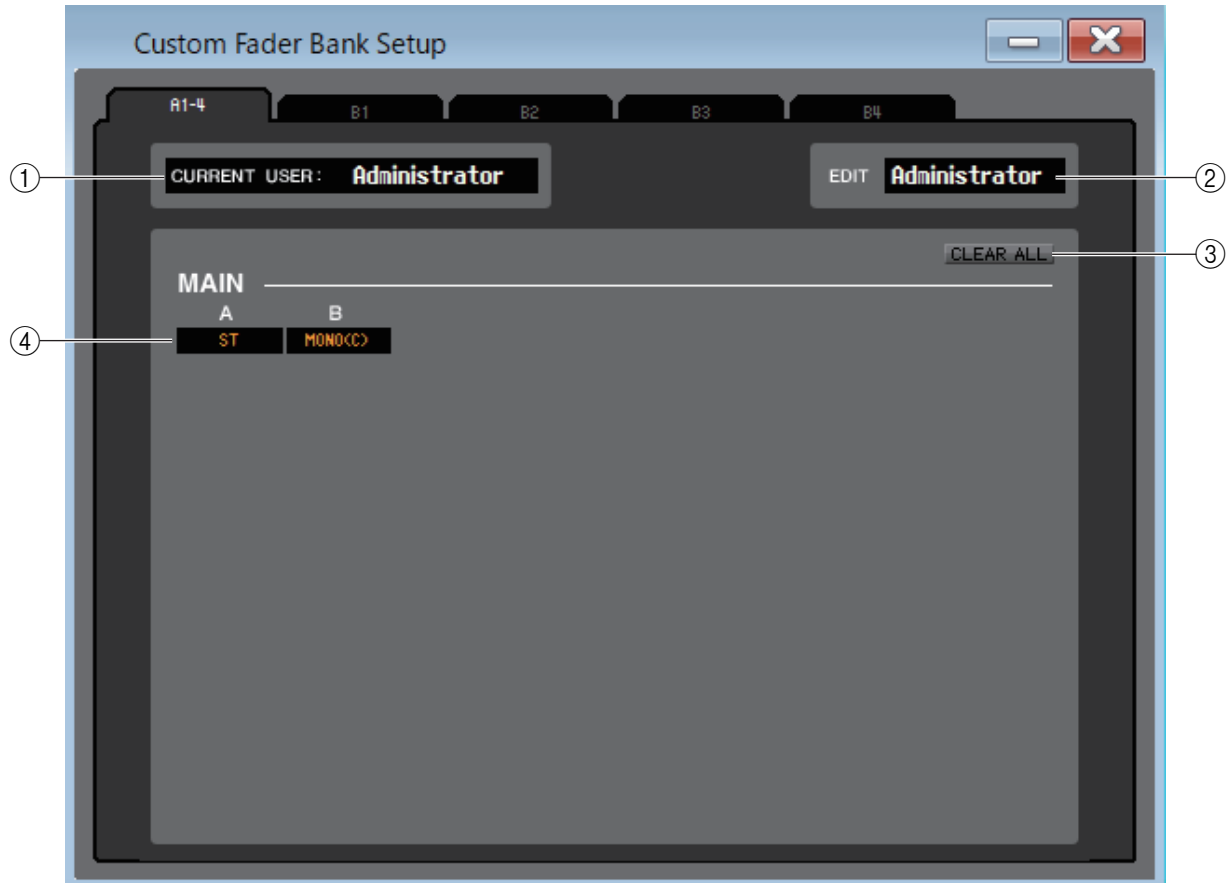 Custom Fader Bank Setup
A1-4 B1 B2 B3 B4
① CURRENT USER: Administrator EDIT Administrator ②
CLEAR ALL ③
MAIN
A B
④ ST MONO(C)